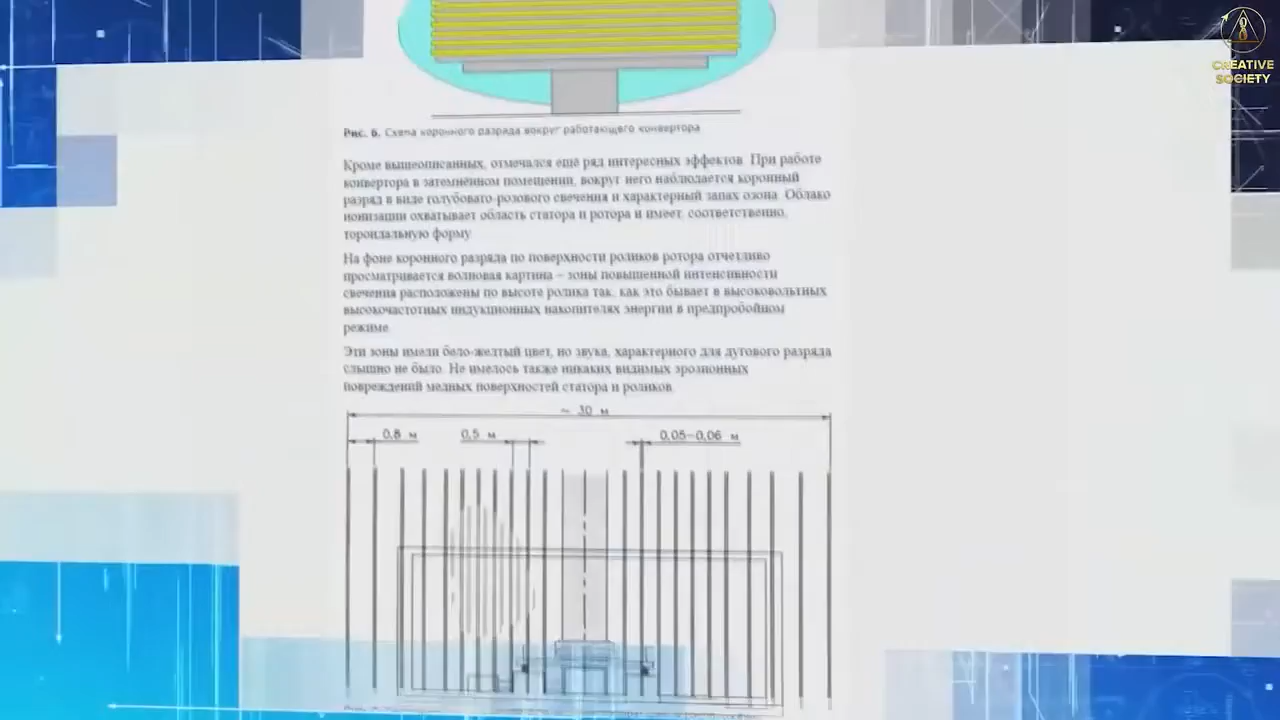 CREATIVE
SOCIETY
Рис. 6. Схема коронного разряда вокруг работающего конвертора
Кроме вышеописанных, отмечался еще ряд интересных эффектов. При работе
конвертора в затемненном помещении, вокруг него наблюдается коронный
разряд в виде голубовато-розового свечения и характерный запах озона. Облако
ионизации охватывает область статора и ротора и имеет, соответственно,
тороидальную форму.
На фоне коронного разряда по поверхности роликов ротора отчетливо
просматривается волновая картина – зоны повышенной интенсивности
свечения расположены по высоте ролика так, как это бывает в высоковольтных
высокочастотных индукционных накопителях энергии в предпробойном
режиме.
Эти зоны имели бело-желтый цвет, но звука, характерного для дугового разряда
слышно не было. Не имелось также никаких видимых эрозионных
повреждений медных поверхностей статора и роликов.
~ 30 м
0,8 м 0,5 м 0,05–0,06 м